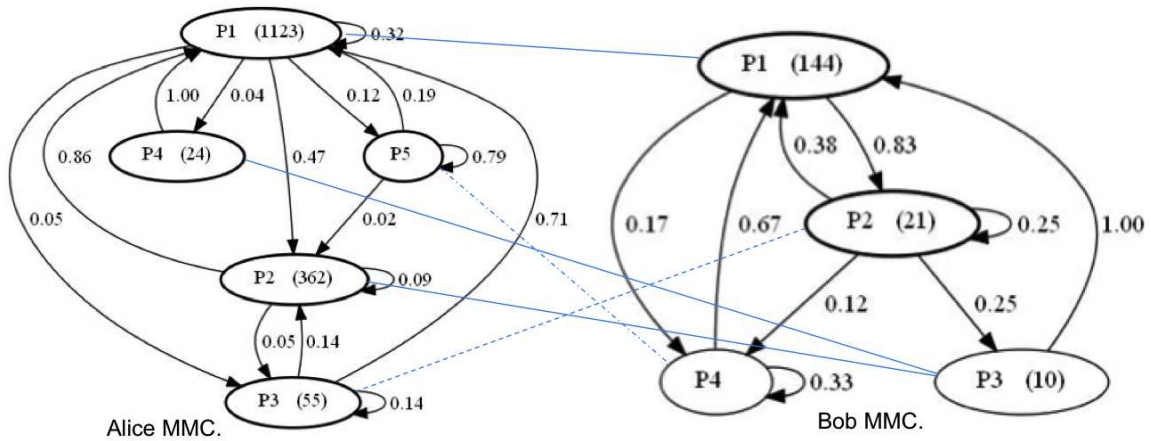 P1 (1123)
0.32
1.00
0.04
0.12
0.19
P4 (24)
P5
0.86
0.47
0.79
0.05
0.02
0.71
P2 (362)
0.09
0.05
0.14
P3 (55)
0.14
Alice MMC.
P1 (144)
0.38
0.83
0.17
0.67
P2 (21)
0.25
1.00
0.12
0.25
P4
0.33
P3 (10)
Bob MMC.